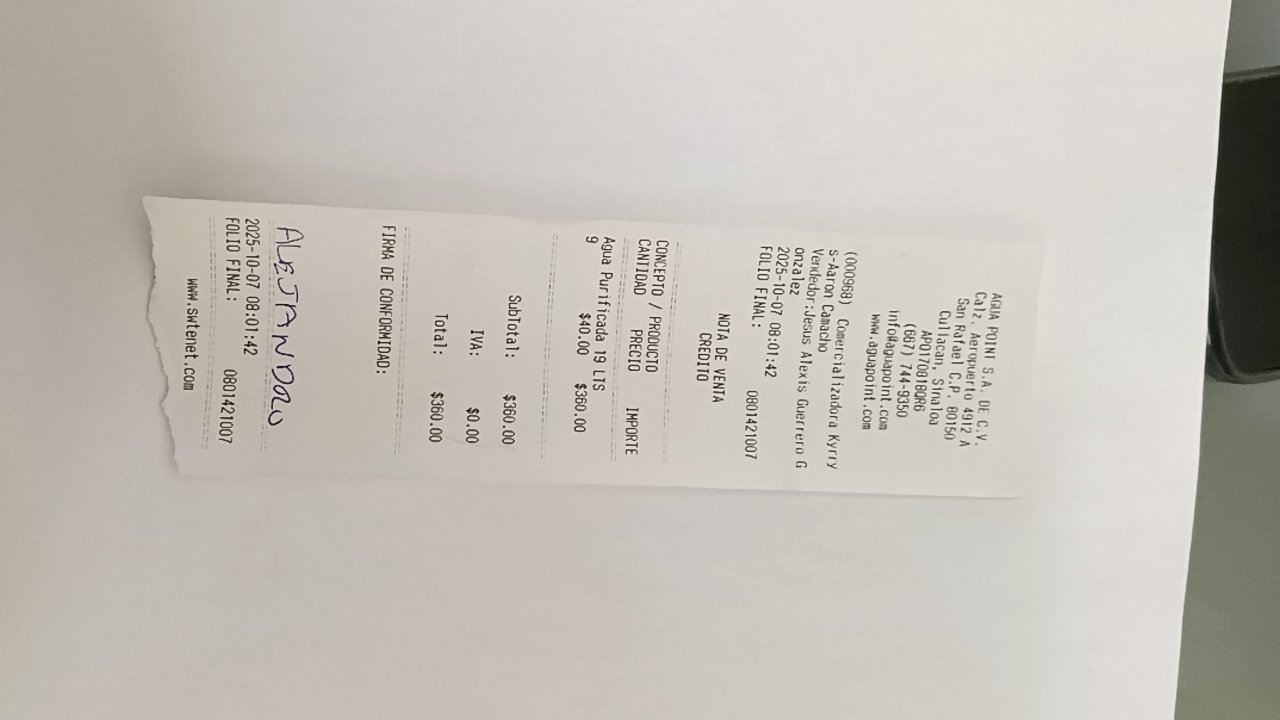 AGUA POINT S.A. DE C.V.
Calz. Aeropuerto 4912 A
San Rafael C.P. 80150
Culiacan, Sinaloa
APO170818QR6
(667) 744-9350
info@aguapoint.com
www.aguapoint.com
(000968) Comercializadora Kyrry
s-Aaron Camacho
Vendedor:Jesus Alexis Guerrero G
onzalez
2025-10-07 08:01:42
FOLIO FINAL: 0801421007
NOTA DE VENTA
CREDITO
CONCEPTO / PRODUCTO
CANTIDAD PRECIO IMPORTE
Agua Purificada 19 LTS
9 $40.00 $360.00
SubTotal: $360.00
IVA: $0.00
Total: $360.00
FIRMA DE CONFORMIDAD:
ALEJANDRO
2025-10-07 08:01:42
FOLIO FINAL: 0801421007
www.swtenet.com